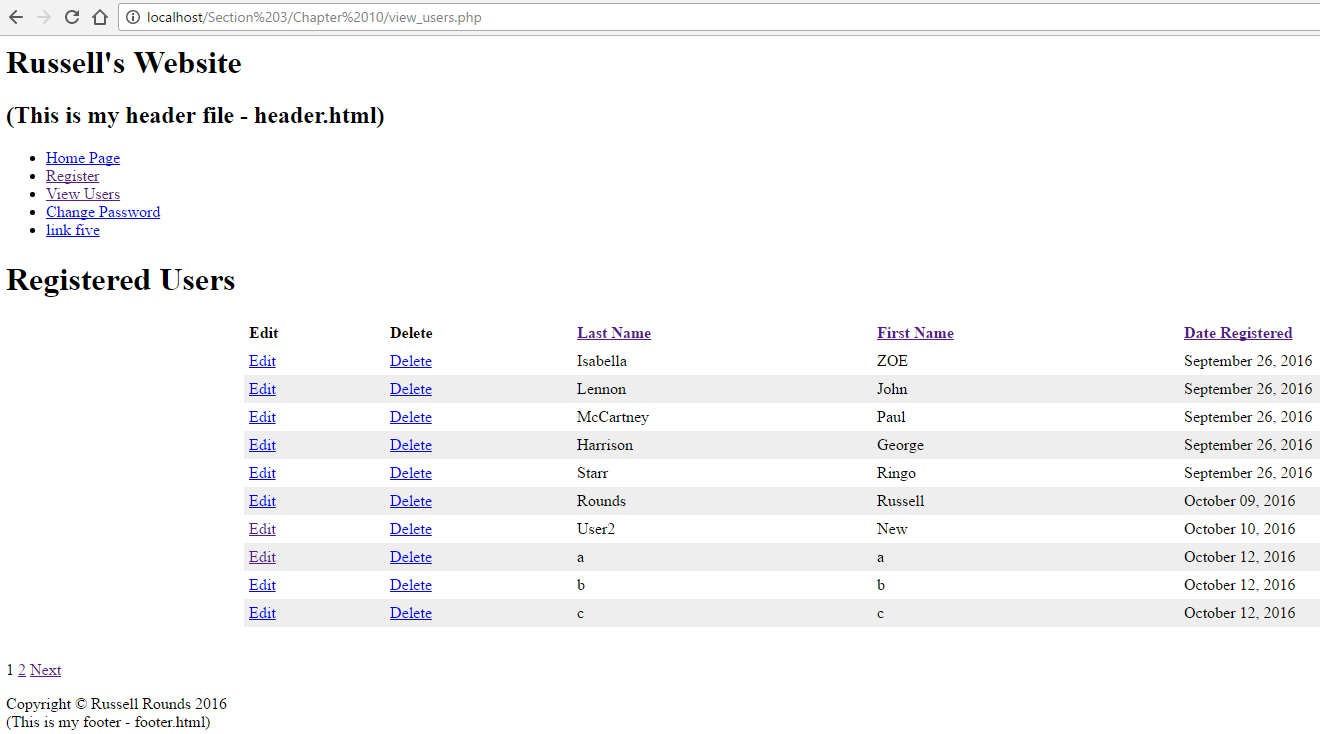 localhost/Section%203/Chapter%2010/view_users.php
Russell's Website
(This is my header file - header.html)
Home Page
Register
View Users
Change Password
link five
Registered Users
Edit Delete Last Name First Name Date Registered
Edit Delete Isabella ZOE September 26, 2016
Edit Delete Lennon John September 26, 2016
Edit Delete McCartney Paul September 26, 2016
Edit Delete Harrison George September 26, 2016
Edit Delete Starr Ringo September 26, 2016
Edit Delete Rounds Russell October 09, 2016
Edit Delete User2 New October 10, 2016
Edit Delete a a October 12, 2016
Edit Delete b b October 12, 2016
Edit Delete c c October 12, 2016
1 2 Next
Copyright © Russell Rounds 2016
(This is my footer - footer.html)